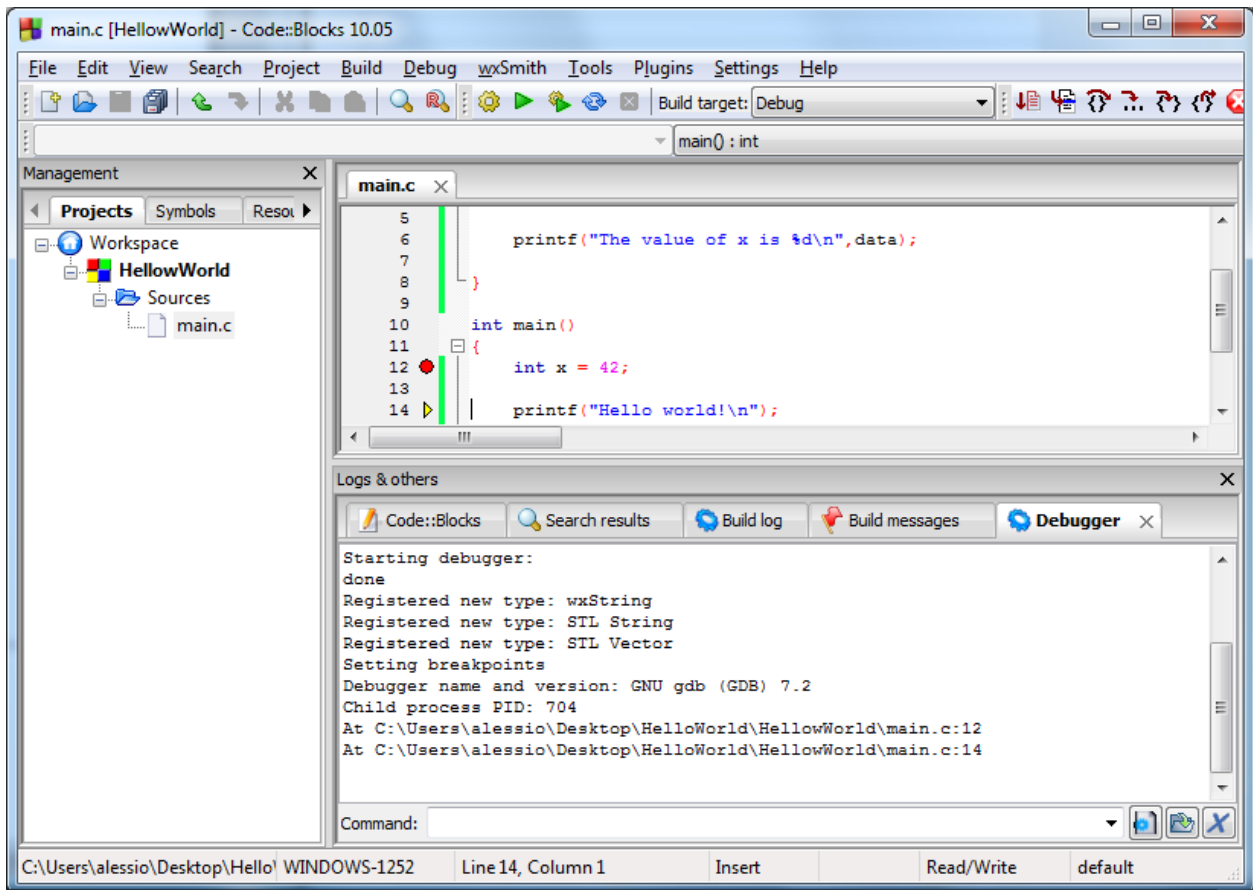 main.c [HellowWorld] - Code::Blocks 10.05
File Edit View Search Project Build Debug wxSmith Tools Plugins Settings Help
Build target: Debug
main() : int
Management
Projects Symbols Resou
Workspace
HellowWorld
Sources
main.c
main.c
5
6 printf("The value of x is %d\n",data);
7
8 }
9
10 int main()
11 {
12 int x = 42;
13
14 printf("Hello world!\n");
Logs & others
Code::Blocks Search results Build log Build messages Debugger
Starting debugger:
done
Registered new type: wxString
Registered new type: STL String
Registered new type: STL Vector
Setting breakpoints
Debugger name and version: GNU gdb (GDB) 7.2
Child process PID: 704
At C:\Users\alessio\Desktop\HelloWorld\HellowWorld\main.c:12
At C:\Users\alessio\Desktop\HelloWorld\HellowWorld\main.c:14
Command:
C:\Users\alessio\Desktop\Hello\ WINDOWS-1252 Line 14, Column 1 Insert Read/Write default